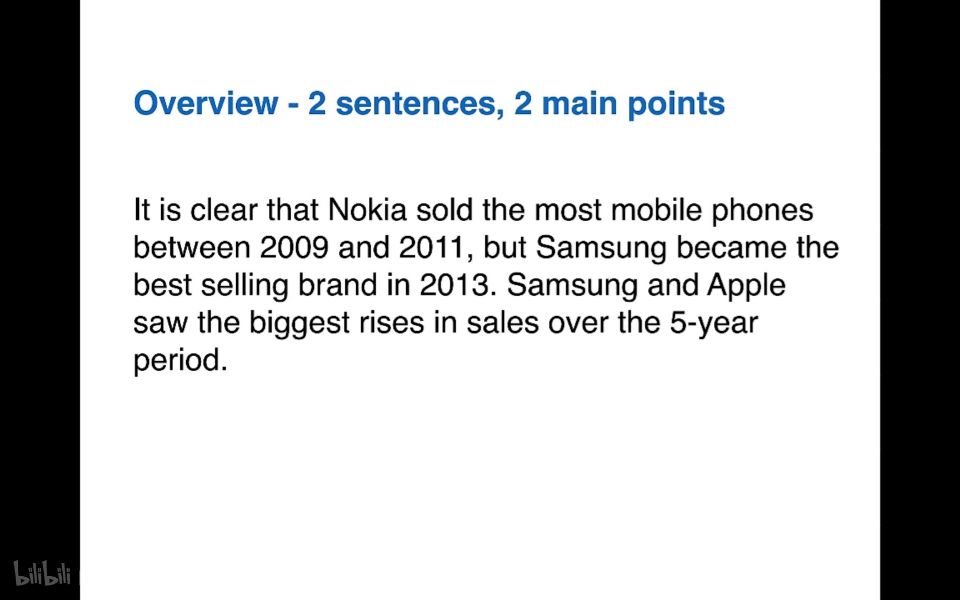 Overview - 2 sentences, 2 main points
It is clear that Nokia sold the most mobile phones
between 2009 and 2011, but Samsung became the
best selling brand in 2013. Samsung and Apple
saw the biggest rises in sales over the 5-year
period.
bilibili